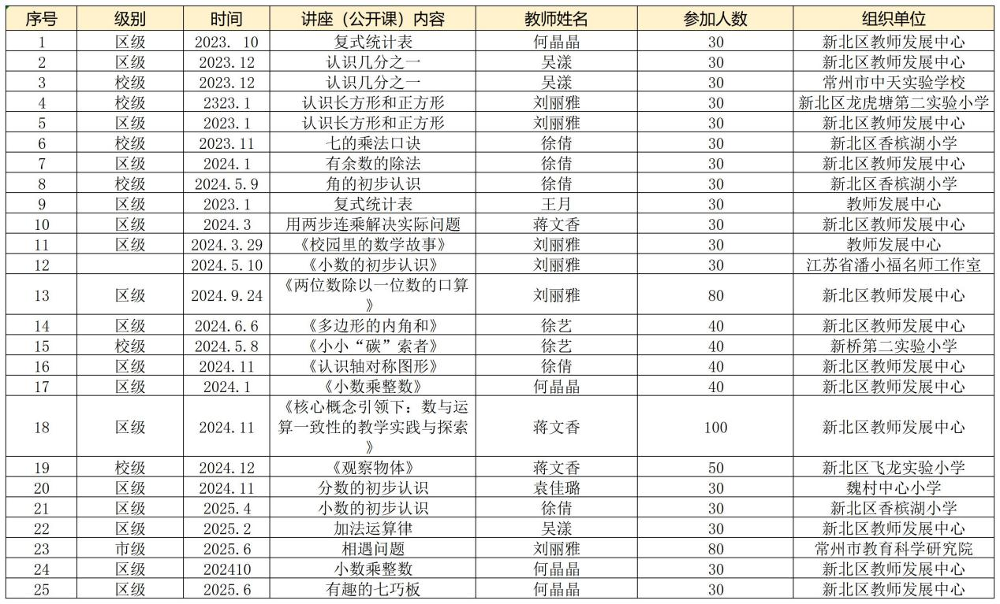 序号 级别 时间 讲座（公开课）内容 教师姓名 参加人数 组织单位
1 区级 2023. 10 复式统计表 何晶晶 30 新北区教师发展中心
2 区级 2023.12 认识几分之一 吴漾 30 新北区教师发展中心
3 校级 2023.12 认识几分之一 吴漾 30 常州市中天实验学校
4 校级 2323.1 认识长方形和正方形 刘丽雅 30 新北区龙虎塘第二实验小学
5 区级 2023.1 认识长方形和正方形 刘丽雅 30 新北区教师发展中心
6 校级 2023.11 七的乘法口诀 徐倩 30 新北区香槟湖小学
7 区级 2024.1 有余数的除法 徐倩 30 新北区教师发展中心
8 校级 2024.5.9 角的初步认识 徐倩 30 新北区香槟湖小学
9 区级 2023.1 复式统计表 王月 30 教师发展中心
10 区级 2024.3 用两步连乘解决实际问题 蒋文香 30 新北区教师发展中心
11 区级 2024.3.29 《校园里的数学故事》 刘丽雅 30 教师发展中心
12 2024.5.10 《小数的初步认识》 刘丽雅 30 江苏省潘小福名师工作室
13 区级 2024.9.24 《两位数除以一位数的口算
》 刘丽雅 80 新北区教师发展中心
14 区级 2024.6.6 《多边形的内角和》 徐艺 40 新北区教师发展中心
15 校级 2024.5.8 《小小“碳”索者》 徐艺 40 新桥第二实验小学
16 区级 2024.11 《认识轴对称图形》 徐倩 40 新北区教师发展中心
17 区级 2024.1 《小数乘整数》 何晶晶 40 新北区教师发展中心
18 区级 2024.11 《核心概念引领下：数与运
算一致性的教学实践与探索
》 蒋文香 100 新北区教师发展中心
19 校级 2024.12 《观察物体》 蒋文香 50 新北区飞龙实验小学
20 区级 2024.11 分数的初步认识 袁佳璐 30 魏村中心小学
21 区级 2025.4 小数的初步认识 徐倩 30 新北区香槟湖小学
22 区级 2025.2 加法运算律 吴漾 30 新北区教师发展中心
23 市级 2025.6 相遇问题 刘丽雅 80 常州市教育科学研究院
24 区级 202410 小数乘整数 何晶晶 30 新北区教师发展中心
25 区级 2025.6 有趣的七巧板 何晶晶 30 新北区教师发展中心